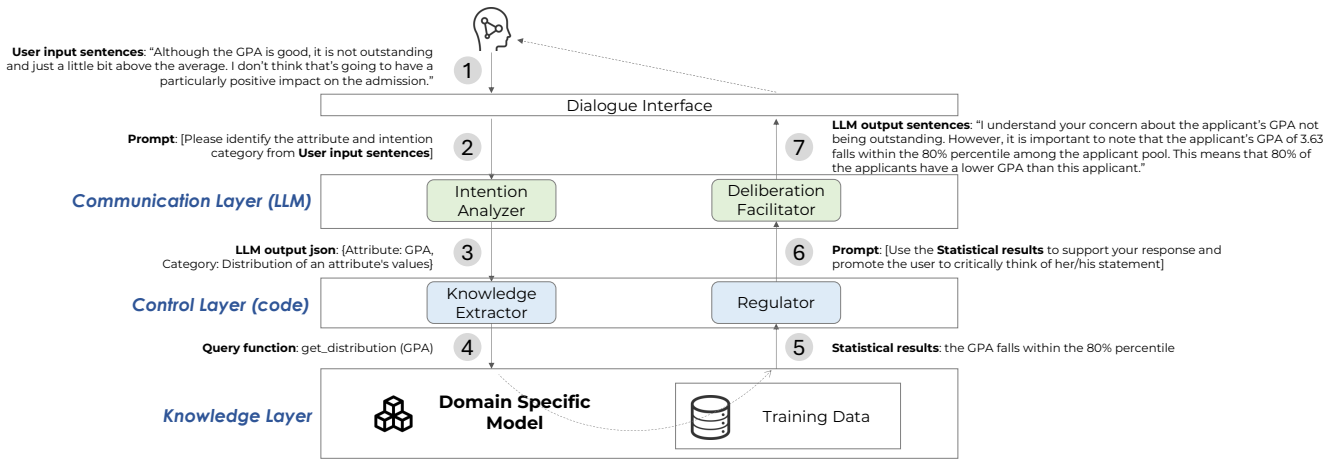 User input sentences: “Although the GPA is good, it is not outstanding
and just a little bit above the average. I don’t think that’s going to have a
particularly positive impact on the admission.”
1
Dialogue Interface
Prompt: [Please identify the attribute and intention
category from User input sentences]
2
7
LLM output sentences: “I understand your concern about the applicant’s GPA not
being outstanding. However, it is important to note that the applicant’s GPA of 3.63
falls within the 80% percentile among the applicant pool. This means that 80% of
the applicants have a lower GPA than this applicant.”
Communication Layer (LLM)
Intention
Analyzer
Deliberation
Facilitator
LLM output json: {Attribute: GPA,
Category: Distribution of an attribute's values}
3
6
Prompt: [Use the Statistical results to support your response and
promote the user to critically think of her/his statement]
Control Layer (code)
Knowledge
Extractor
Regulator
Query function: get_distribution (GPA)
4
5
Statistical results: the GPA falls within the 80% percentile
Knowledge Layer
Domain Specific
Model
Training Data